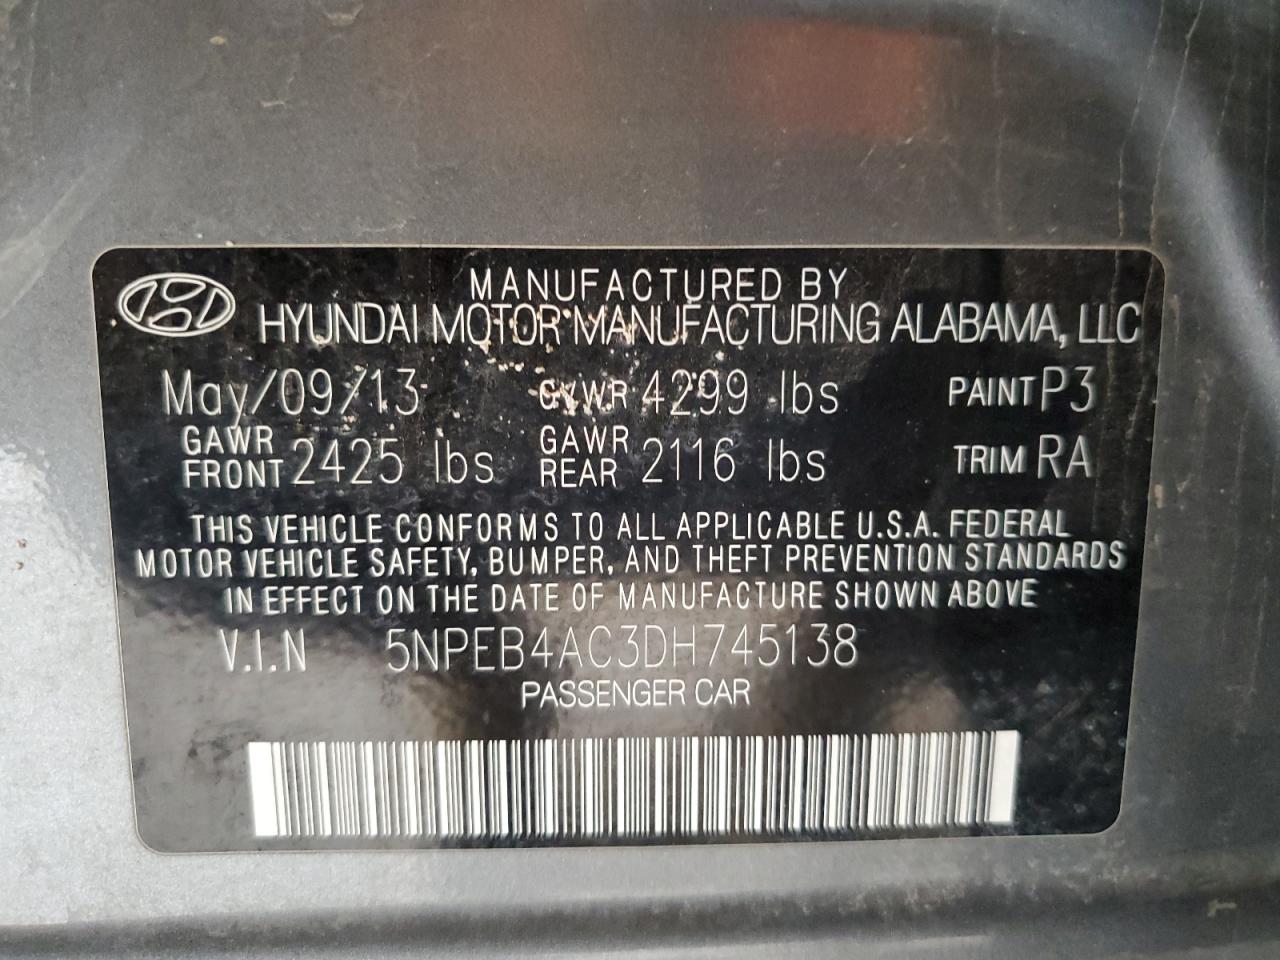 MANUFACTURED BY
HYUNDAI MOTOR MANUFACTURING ALABAMA, LLC
May/09/13 GVWR 4299 lbs PAINT P3
GAWR FRONT 2425 lbs GAWR REAR 2116 lbs TRIM RA
THIS VEHICLE CONFORMS TO ALL APPLICABLE U.S.A. FEDERAL
MOTOR VEHICLE SAFETY, BUMPER, AND THEFT PREVENTION STANDARDS
IN EFFECT ON THE DATE OF MANUFACTURE SHOWN ABOVE
V.I.N 5NPEB4AC3DH745138
PASSENGER CAR